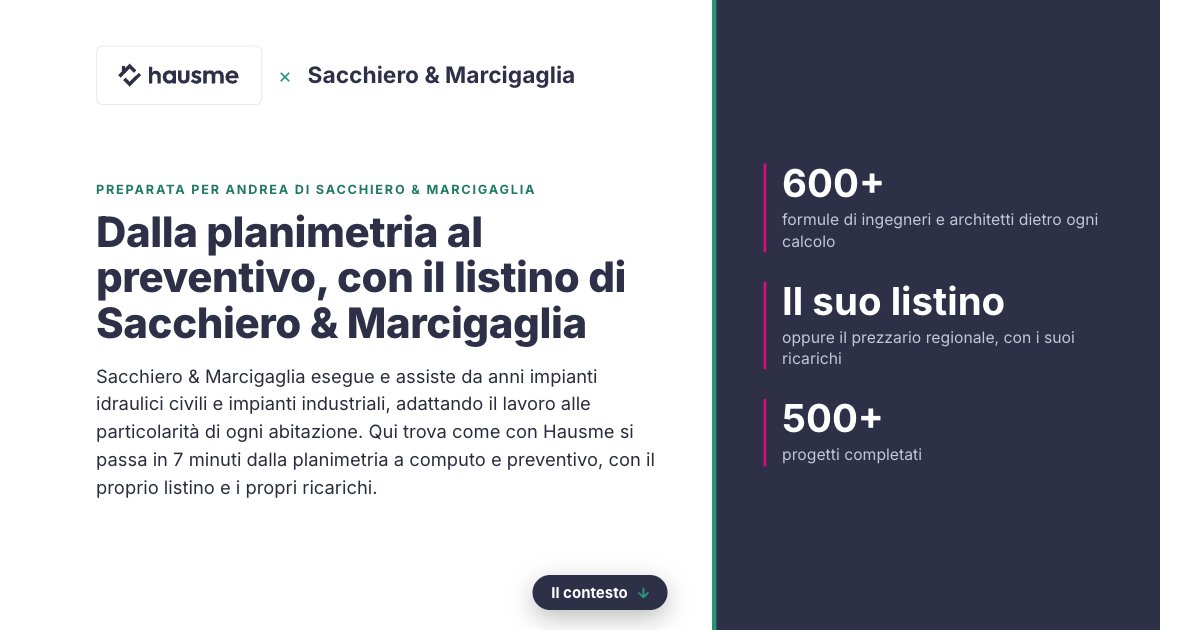 hausme × Sacchiero & Marcigaglia
PREPARATA PER ANDREA DI SACCHIERO & MARCIGAGLIA
Dalla planimetria al
preventivo, con il listino di
Sacchiero & Marcigaglia
Sacchiero & Marcigaglia esegue e assiste da anni impianti
idraulici civili e impianti industriali, adattando il lavoro alle
particolarità di ogni abitazione. Qui trova come con Hausme si
passa in 7 minuti dalla planimetria a computo e preventivo, con il
proprio listino e i propri ricarichi.
Il contesto ↓
600+
formule di ingegneri e architetti dietro ogni
calcolo
Il suo listino
oppure il prezzario regionale, con i suoi
ricarichi
500+
progetti completati